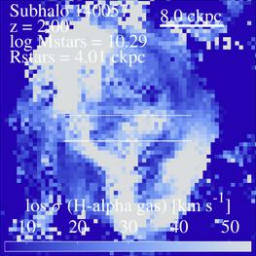 Subhalo
8.0 ckpc
z = 2.00
log Mstars = 10.29
Rstars = 4.01 ckpc
log σ (H-alpha gas) [km s⁻¹]
10 20 30 40 50